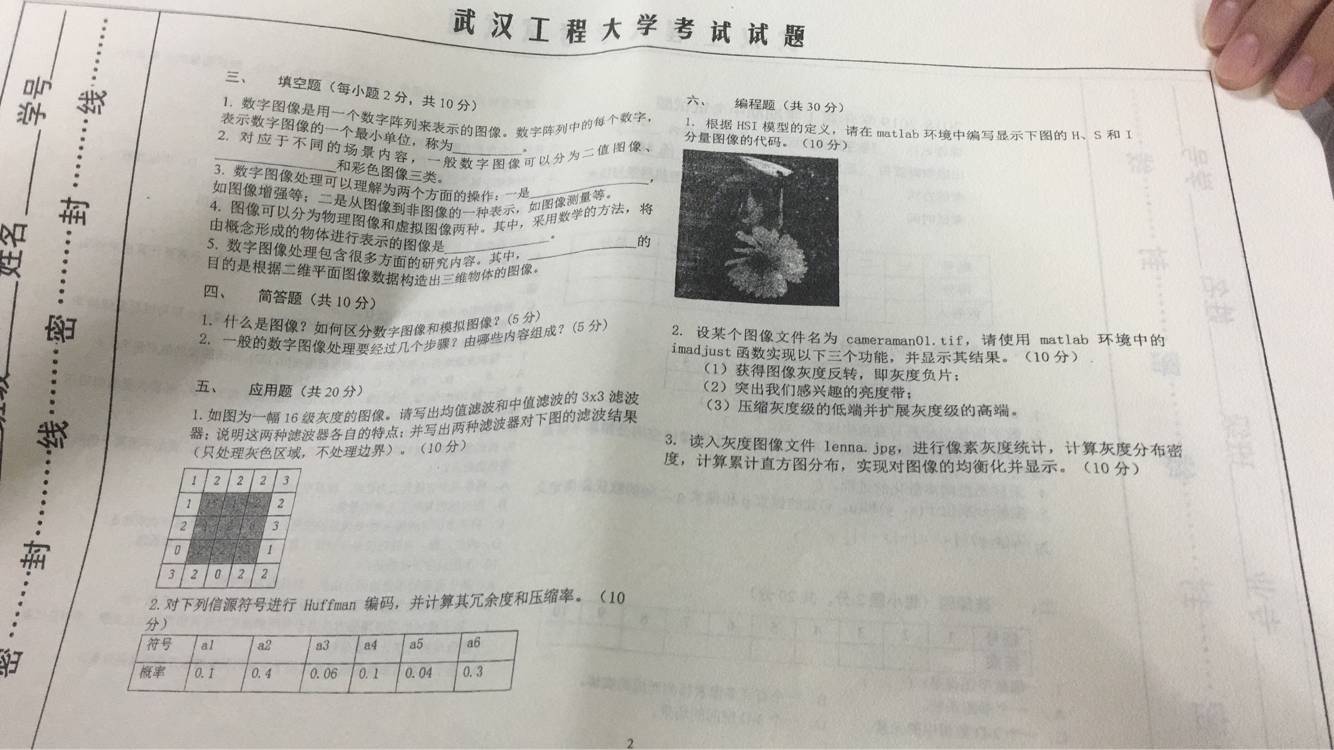 武汉工程大学考试试题
学号
姓名
密 封 线 密 封 线
三、 填空题（每小题 2 分，共 10 分）
1. 数字图像是用一个数字阵列来表示的图像。数字阵列中的每个数字，
表示数字图像的一个最小单位，称为________。
2. 对应于不同的场景内容，一般数字图像可以分为二值图像、
________和彩色图像三类。
3. 数字图像处理可以理解为两个方面的操作：一是________，
如图像增强等；二是从图像到非图像的一种表示，如图像测量等。
4. 图像可以分为物理图像和虚拟图像两种。其中，采用数学的方法，将
由概念形成的物体进行表示的图像是________。
5. 数字图像处理包含很多方面的研究内容。其中，________的
目的是根据二维平面图像数据构造出三维物体的图像。
四、 简答题（共 10 分）
1. 什么是图像？如何区分数字图像和模拟图像？(5 分)
2. 一般的数字图像处理要经过几个步骤？由哪些内容组成？(5 分)
五、 应用题（共 20 分）
1. 如图为一幅 16 级灰度的图像。请写出均值滤波和中值滤波的 3x3 滤波
器；说明这两种滤波器各自的特点；并写出两种滤波器对下图的滤波结果
（只处理灰色区域，不处理边界）。（10 分）
1 2 2 2 3
1 2
2 3
0 1
3 2 0 2 2
2. 对下列信源符号进行 Huffman 编码，并计算其冗余度和压缩率。（10
分）
符号 a1 a2 a3 a4 a5 a6
概率 0.1 0.4 0.06 0.1 0.04 0.3
六、 编程题（共 30 分）
1. 根据 HSI 模型的定义，请在 matlab 环境中编写显示下图的 H、S 和 I
分量图像的代码。（10 分）
2. 设某个图像文件名为 cameraman01.tif，请使用 matlab 环境中的
imadjust 函数实现以下三个功能，并显示其结果。（10 分）.
（1）获得图像灰度反转，即灰度负片；
（2）突出我们感兴趣的亮度带；
（3）压缩灰度级的低端并扩展灰度级的高端。
3. 读入灰度图像文件 lenna.jpg，进行像素灰度统计，计算灰度分布密
度，计算累计直方图分布，实现对图像的均衡化并显示。（10 分）
2